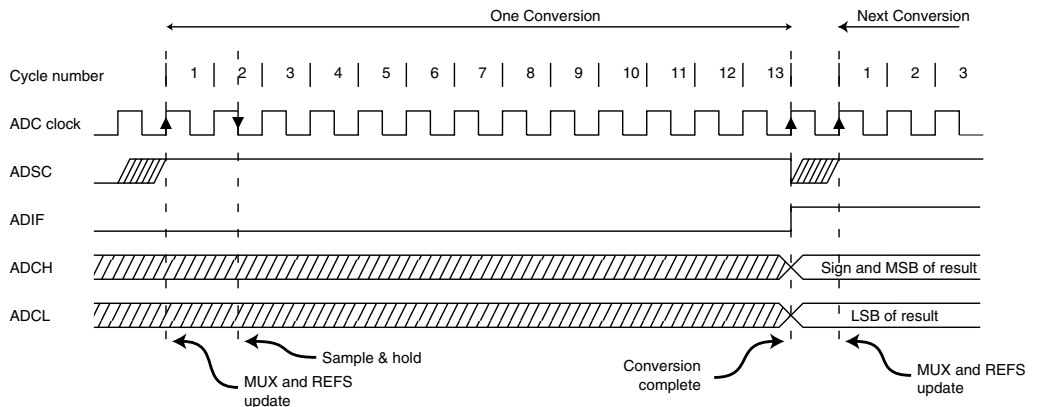 One Conversion
Next Conversion
Cycle number 1 2 3 4 5 6 7 8 9 10 11 12 13 1 2 3
ADC clock
ADSC
ADIF
ADCH Sign and MSB of result
ADCL LSB of result
Sample & hold
MUX and REFS
update
Conversion
complete
MUX and REFS
update